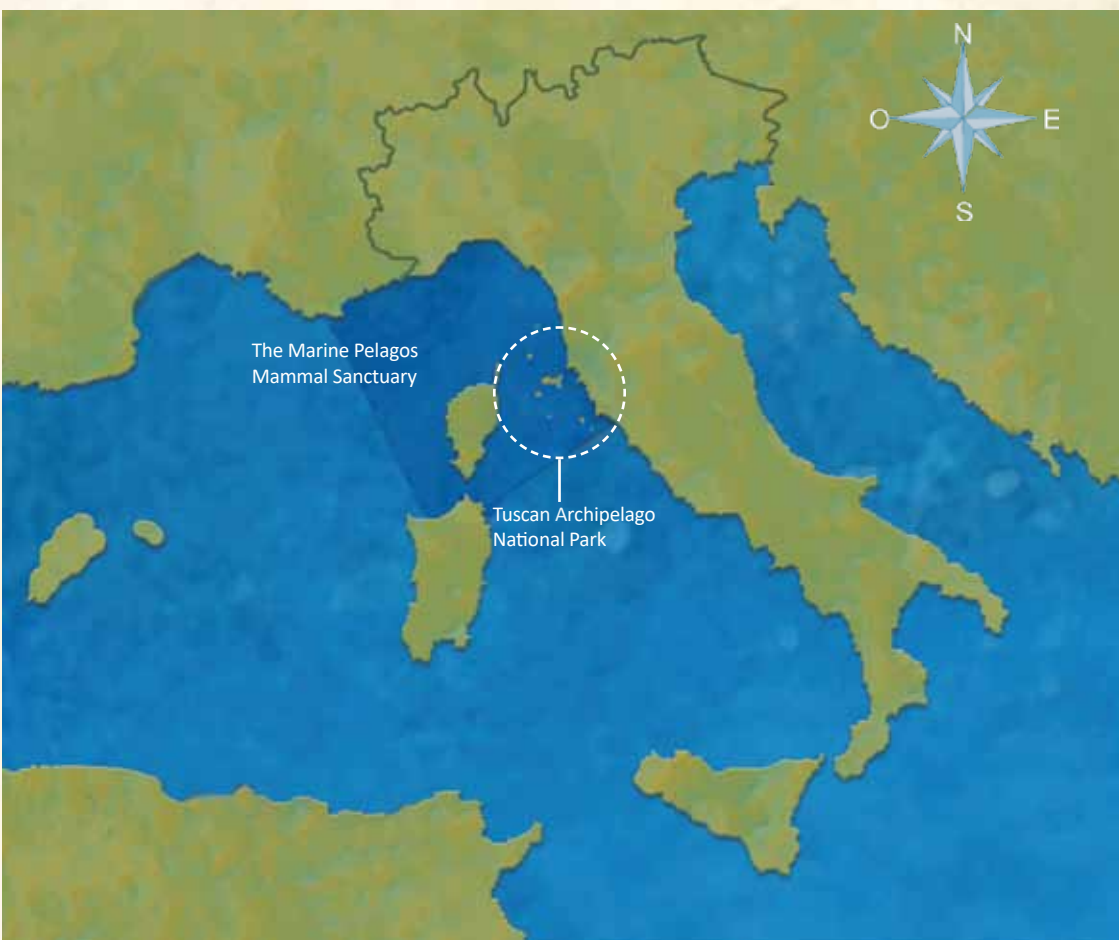 N
O
E
S
The Marine Pelagos
Mammal Sanctuary
Tuscan Archipelago
National Park